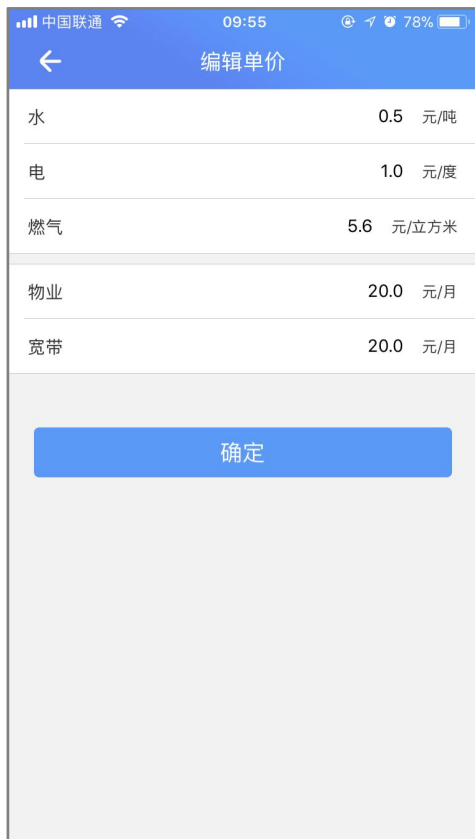 中国联通 09:55 78%
编辑单价
水 0.5 元/吨
电 1.0 元/度
燃气 5.6 元/立方米
物业 20.0 元/月
宽带 20.0 元/月
确定